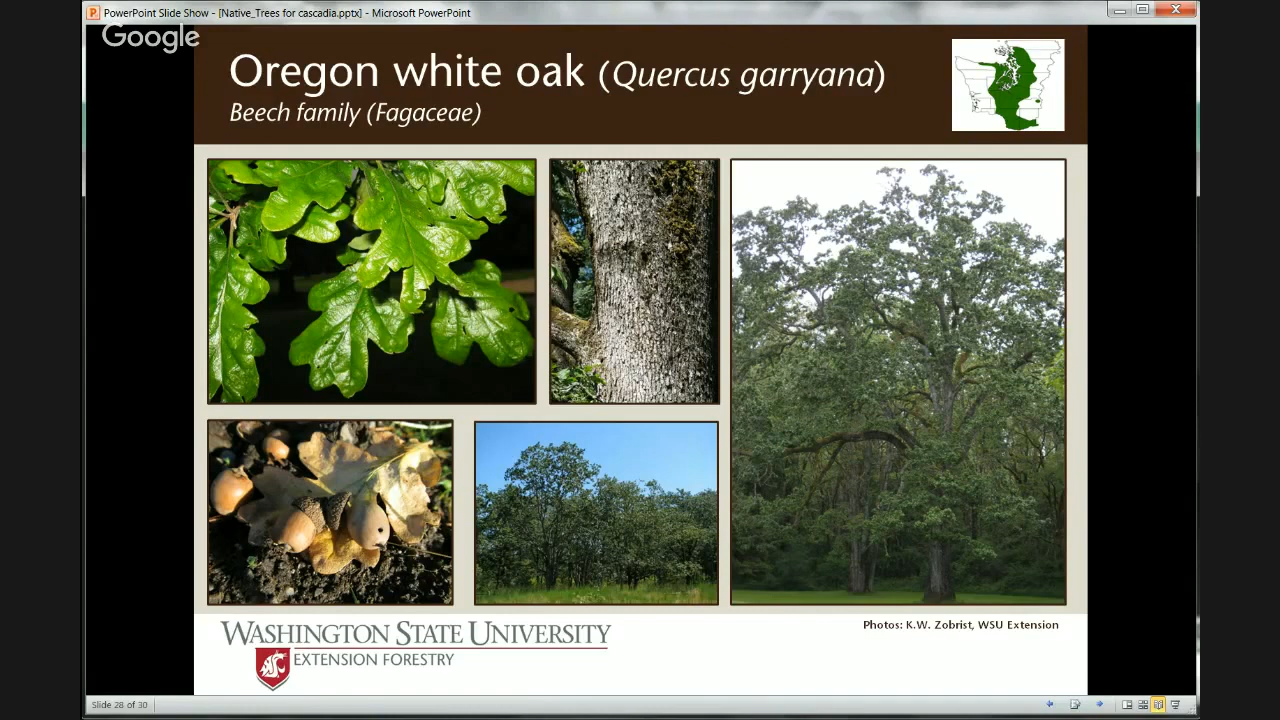 PowerPoint Slide Show - [Native_Trees for cascadia.pptx] - Microsoft PowerPoint
Google
Oregon white oak (Quercus garryana)
Beech family (Fagaceae)
Photos: K.W. Zobrist, WSU Extension
WASHINGTON STATE UNIVERSITY
EXTENSION FORESTRY
Slide 28 of 30